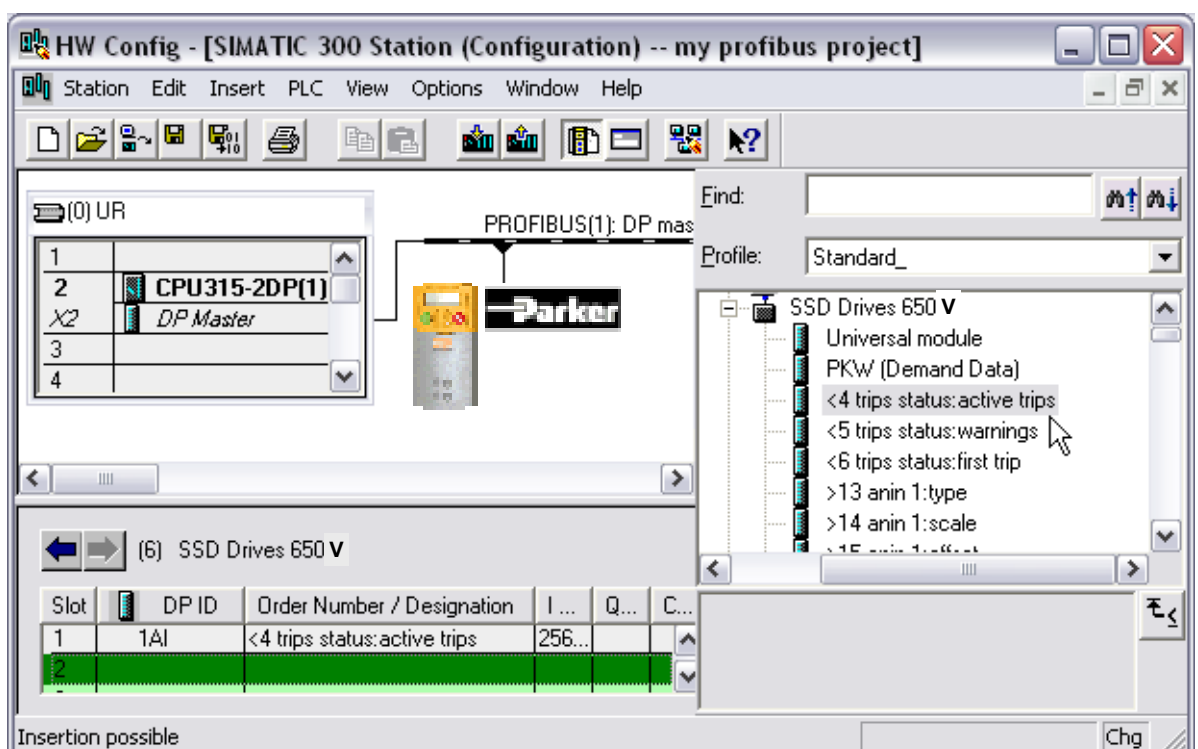 HW Config - [SIMATIC 300 Station (Configuration) -- my profibus project]
Station Edit Insert PLC View Options Window Help
(0) UR
1
2 CPU315-2DP(1)
X2 DP Master
3
4
PROFIBUS(1): DP mas
Parker
Find:
Profile: Standard_
SSD Drives 650 V
Universal module
PKW (Demand Data)
<4 trips status:active trips
<5 trips status:warnings
<6 trips status:first trip
>13 anin 1:type
>14 anin 1:scale
(6) SSD Drives 650 V
Slot DP ID Order Number / Designation I ... Q... C...
1 1AI <4 trips status:active trips 256...
2
Insertion possible
Chg